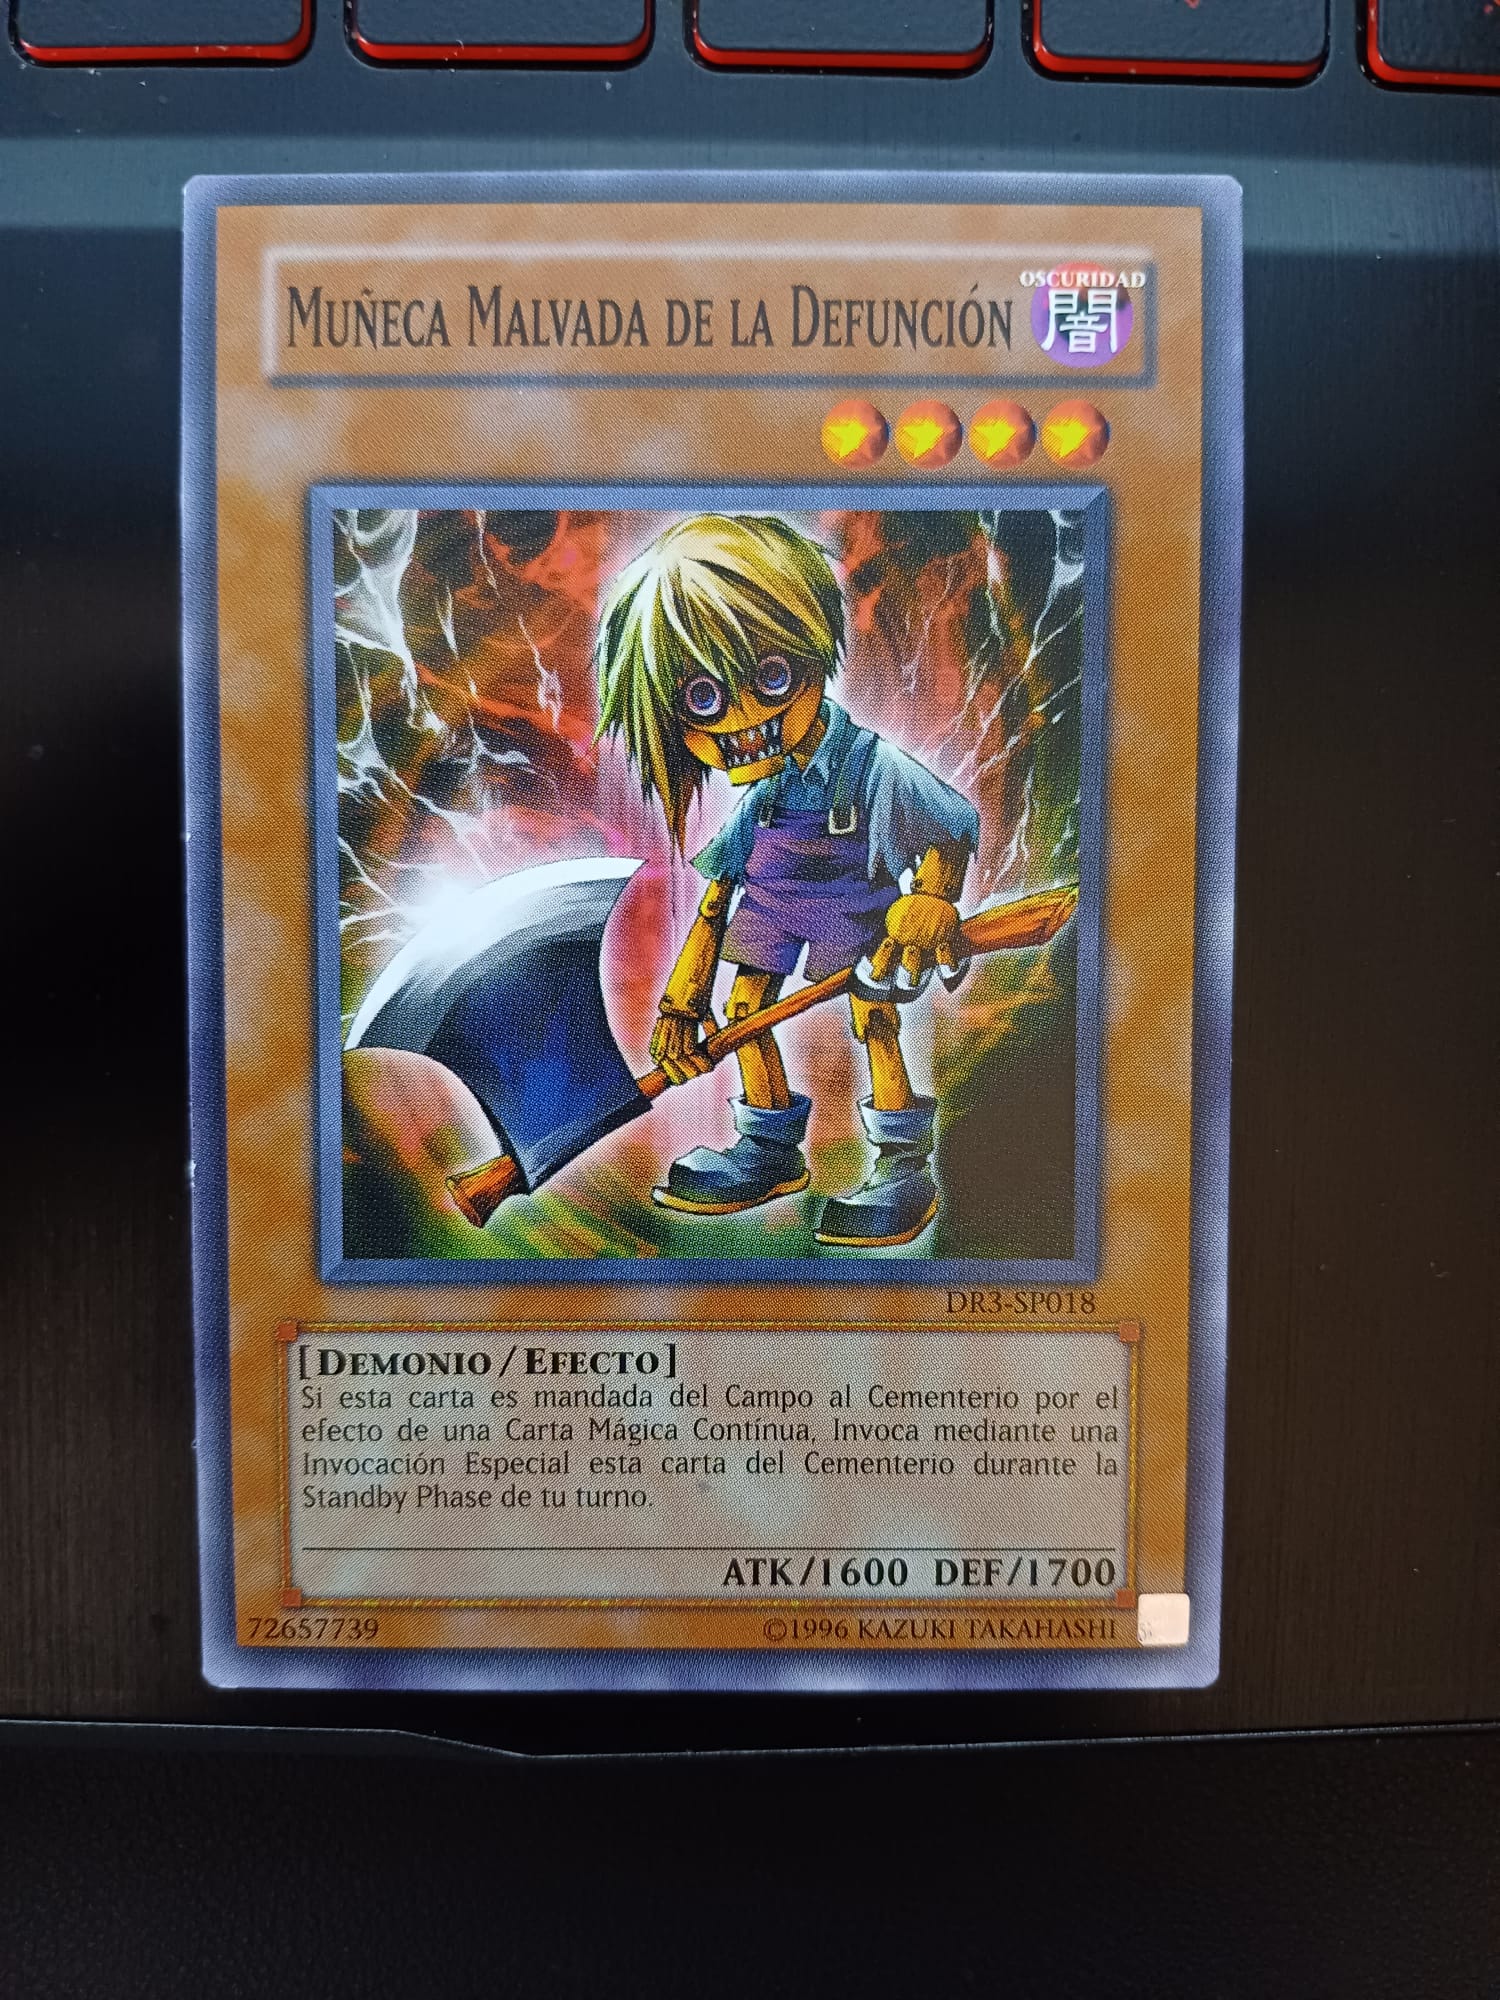 Muñeca Malvada de la Defunción
OSCURIDAD
闇
DR3-SP018
[Demonio/Efecto]
Si esta carta es mandada del Campo al Cementerio por el
efecto de una Carta Mágica Contínua, Invoca mediante una
Invocación Especial esta carta del Cementerio durante la
Standby Phase de tu turno.
ATK/1600 DEF/1700
72657739
©1996 KAZUKI TAKAHASHI